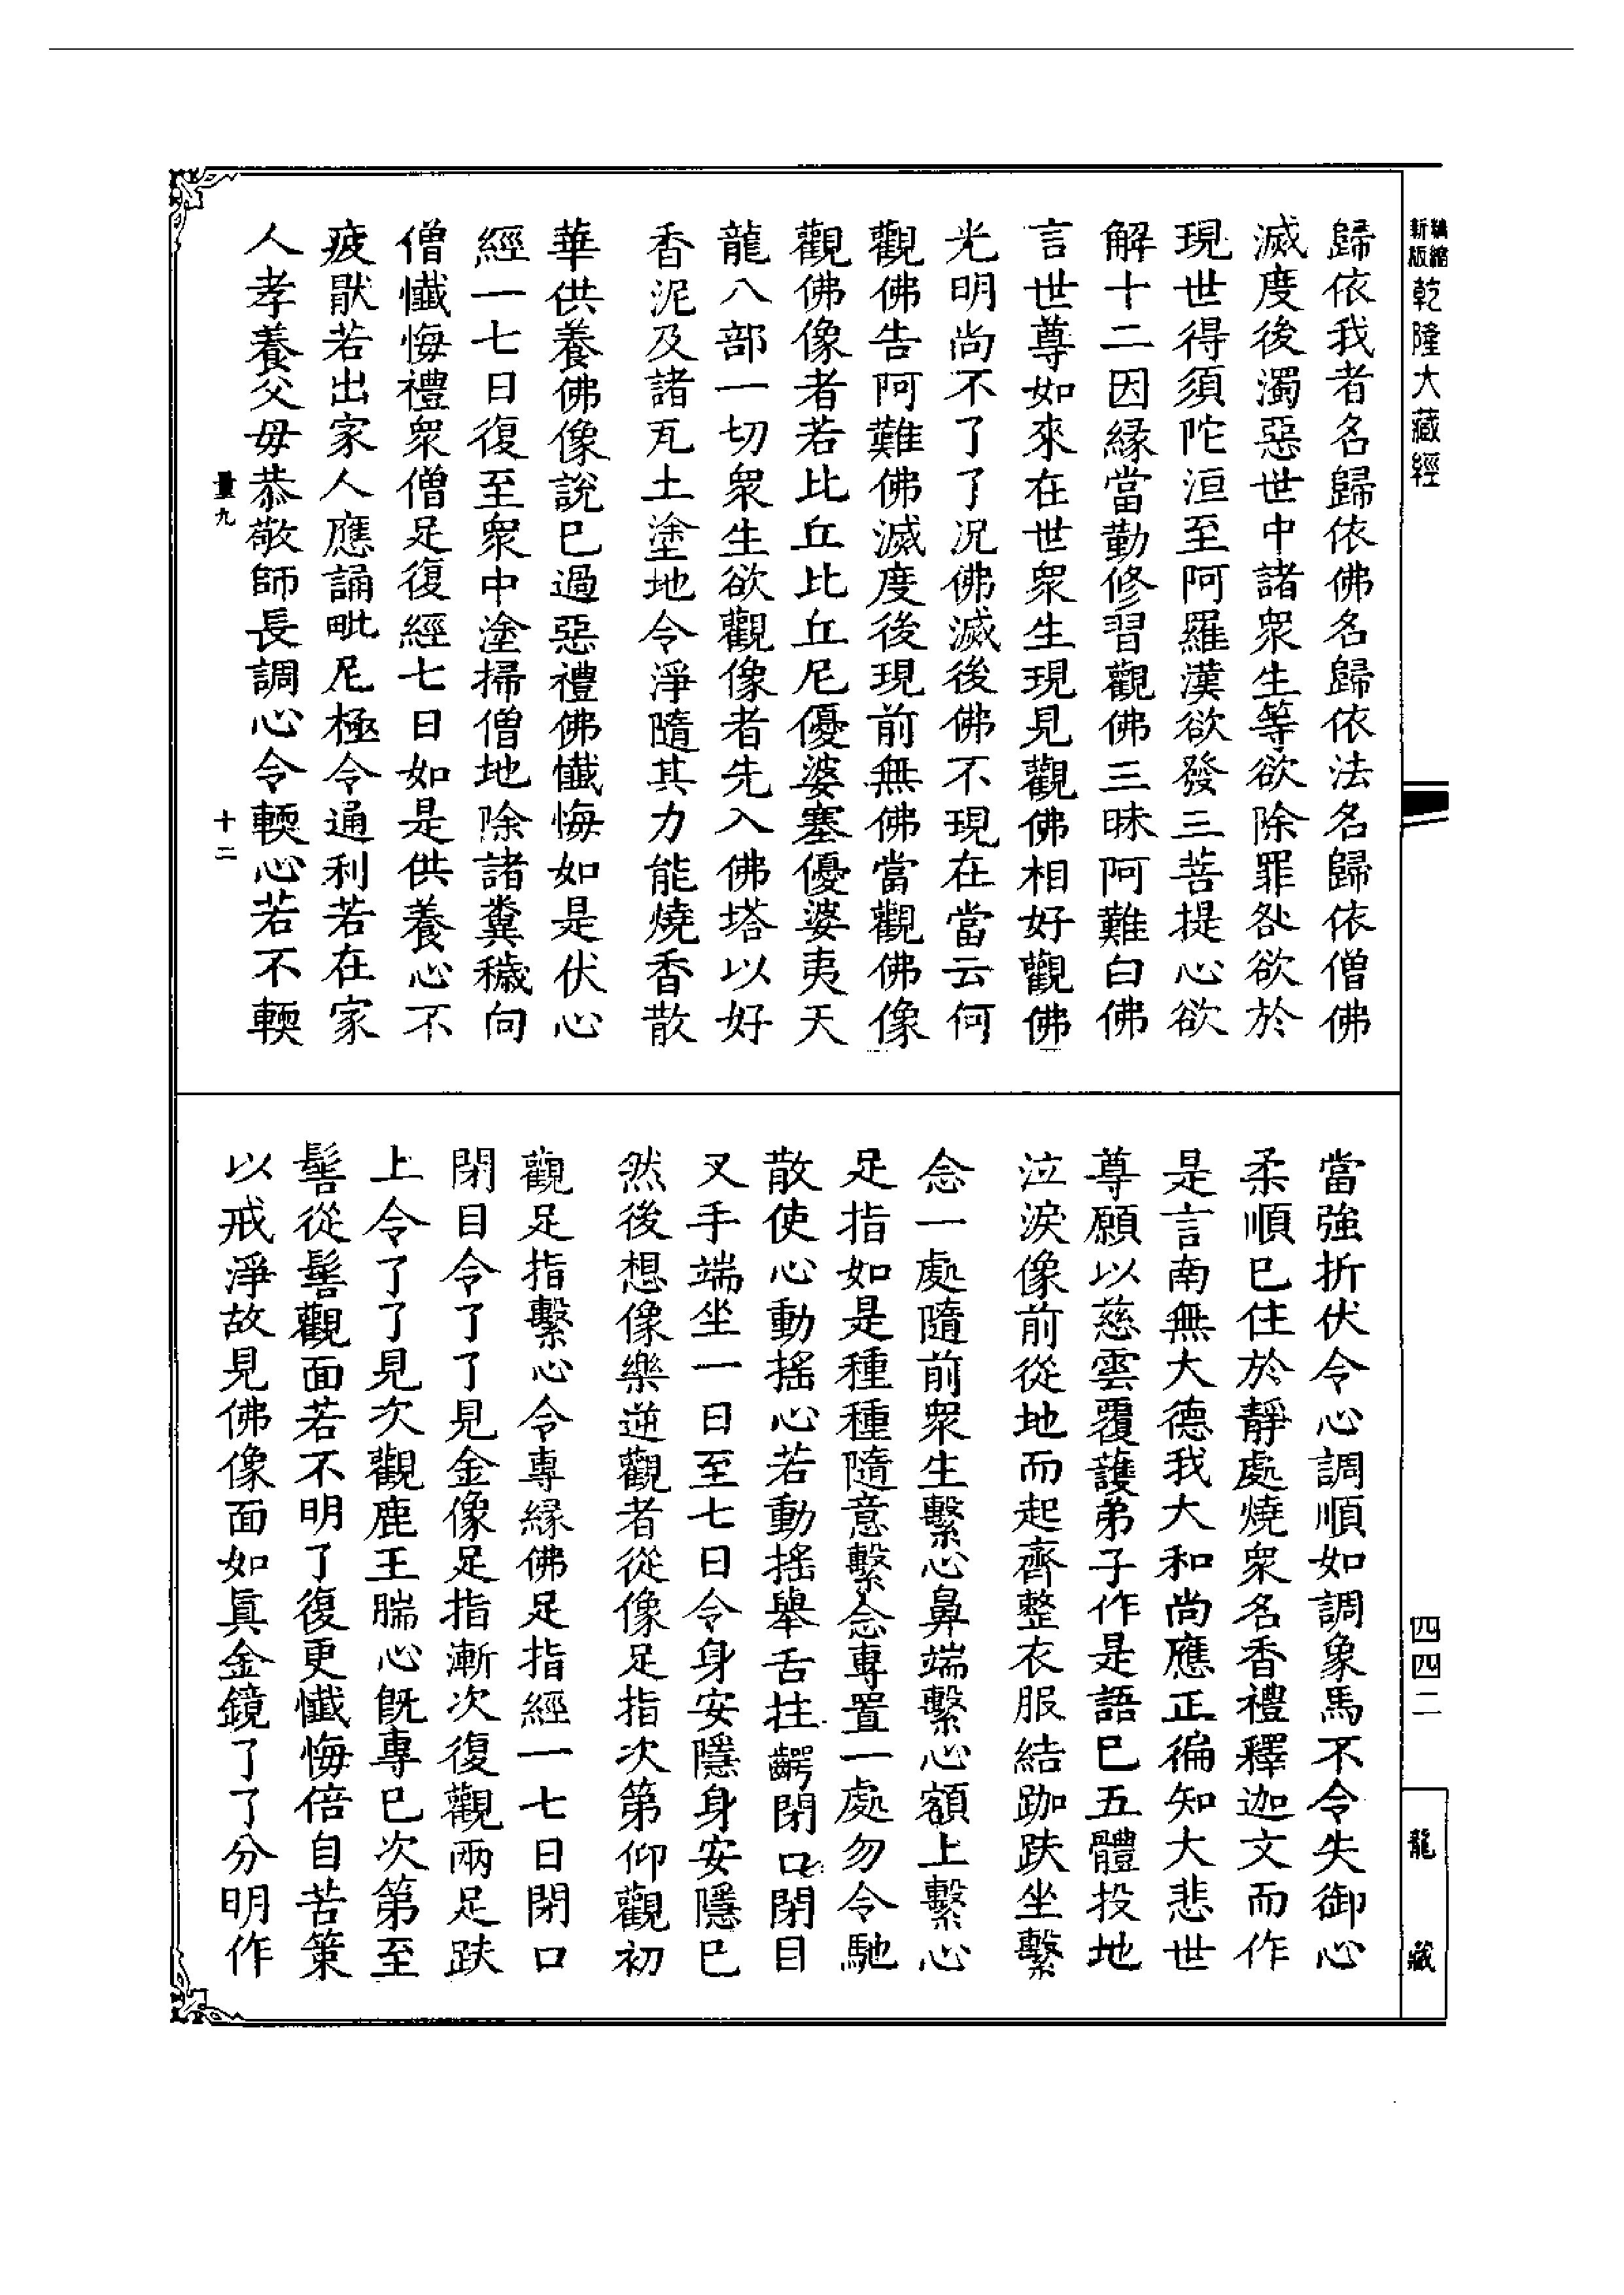 新編縮版乾隆大藏經
歸依我者名歸依佛名歸依法名歸依僧佛
滅度後濁惡世中諸衆生等欲除罪咎欲於
現世得須陀洹至阿羅漢欲發三菩提心欲
解十二因緣當勤修習觀佛三昧阿難白佛
言世尊如來在世衆生現見觀佛相好觀佛
光明尚不了了况佛滅後佛不現在當云何
觀佛告阿難佛滅度後現前無佛當觀佛像
觀佛像者若比丘比丘尼優婆塞優婆夷天
龍八部一切衆生欲觀像者先入佛塔以好
香泥及諸瓦土塗地令淨隨其力能燒香散
華供養佛像說已過惡禮佛懺悔如是伏心
經一七日復至衆中塗掃僧地除諸糞穢向
僧懺悔禮衆僧足復經七日如是供養心不
疲厭若出家人應誦毗尼極令通利若在家
人孝養父母恭敬師長調心令輭心若不輭
量九
十二
當強折伏令心調順如調象馬不令失御心
柔順已住於靜處燒衆名香禮釋迦文而作
是言南無大德我大和尚應正徧知大悲世
尊願以慈雲覆護弟子作是語已五體投地
泣淚像前從地而起齊整衣服結跏趺坐繫
念一處隨前衆生繫心鼻端繫心額上繫心
足指如是種種隨意繫念專置一處勿令馳
散使心動搖心若動搖舉舌拄齶閉口閉目
叉手端坐一日至七日令身安隱身安隱已
然後想像樂逆觀者從像足指次第仰觀初
觀足指繫心令專緣佛足指經一七日閉口
閉目令了了見金像足指漸次復觀兩足趺
上令了了見次觀鹿王腨心旣專已次第至
髻從髻觀面若不明了復更懺悔倍自苦策
以戒淨故見佛像面如眞金鏡了了分明作
四四二
龍藏